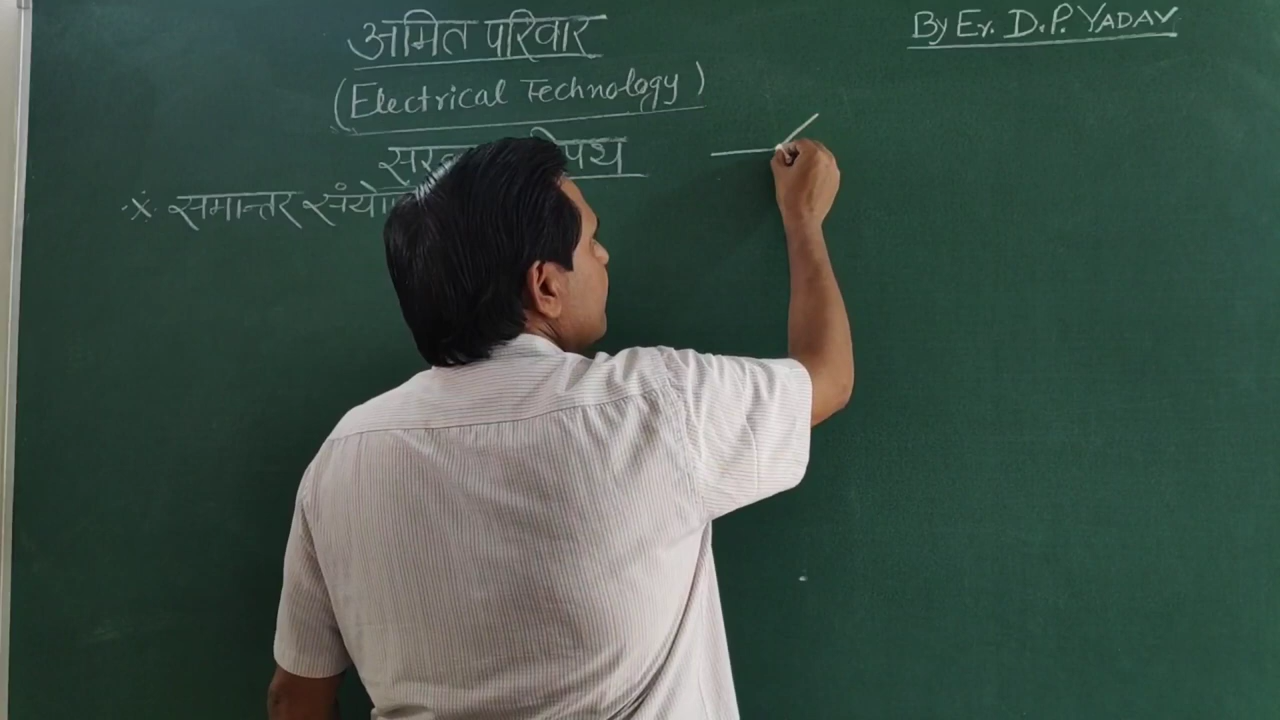 अमित परिवार
By Er. D.P. YADAV
(Electrical Technology)
·x· समान्तर